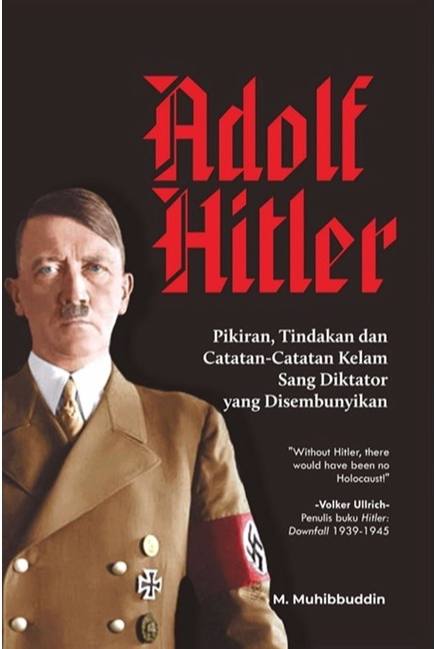 Adolf
Hitler
Pikiran, Tindakan dan
Catatan-Catatan Kelam
Sang Diktator
yang Disembunyikan
"Without Hitler, there
would have been no
Holocaust!"
-Volker Ullrich-
Penulis buku Hitler:
Downfall 1939-1945
M. Muhibbuddin